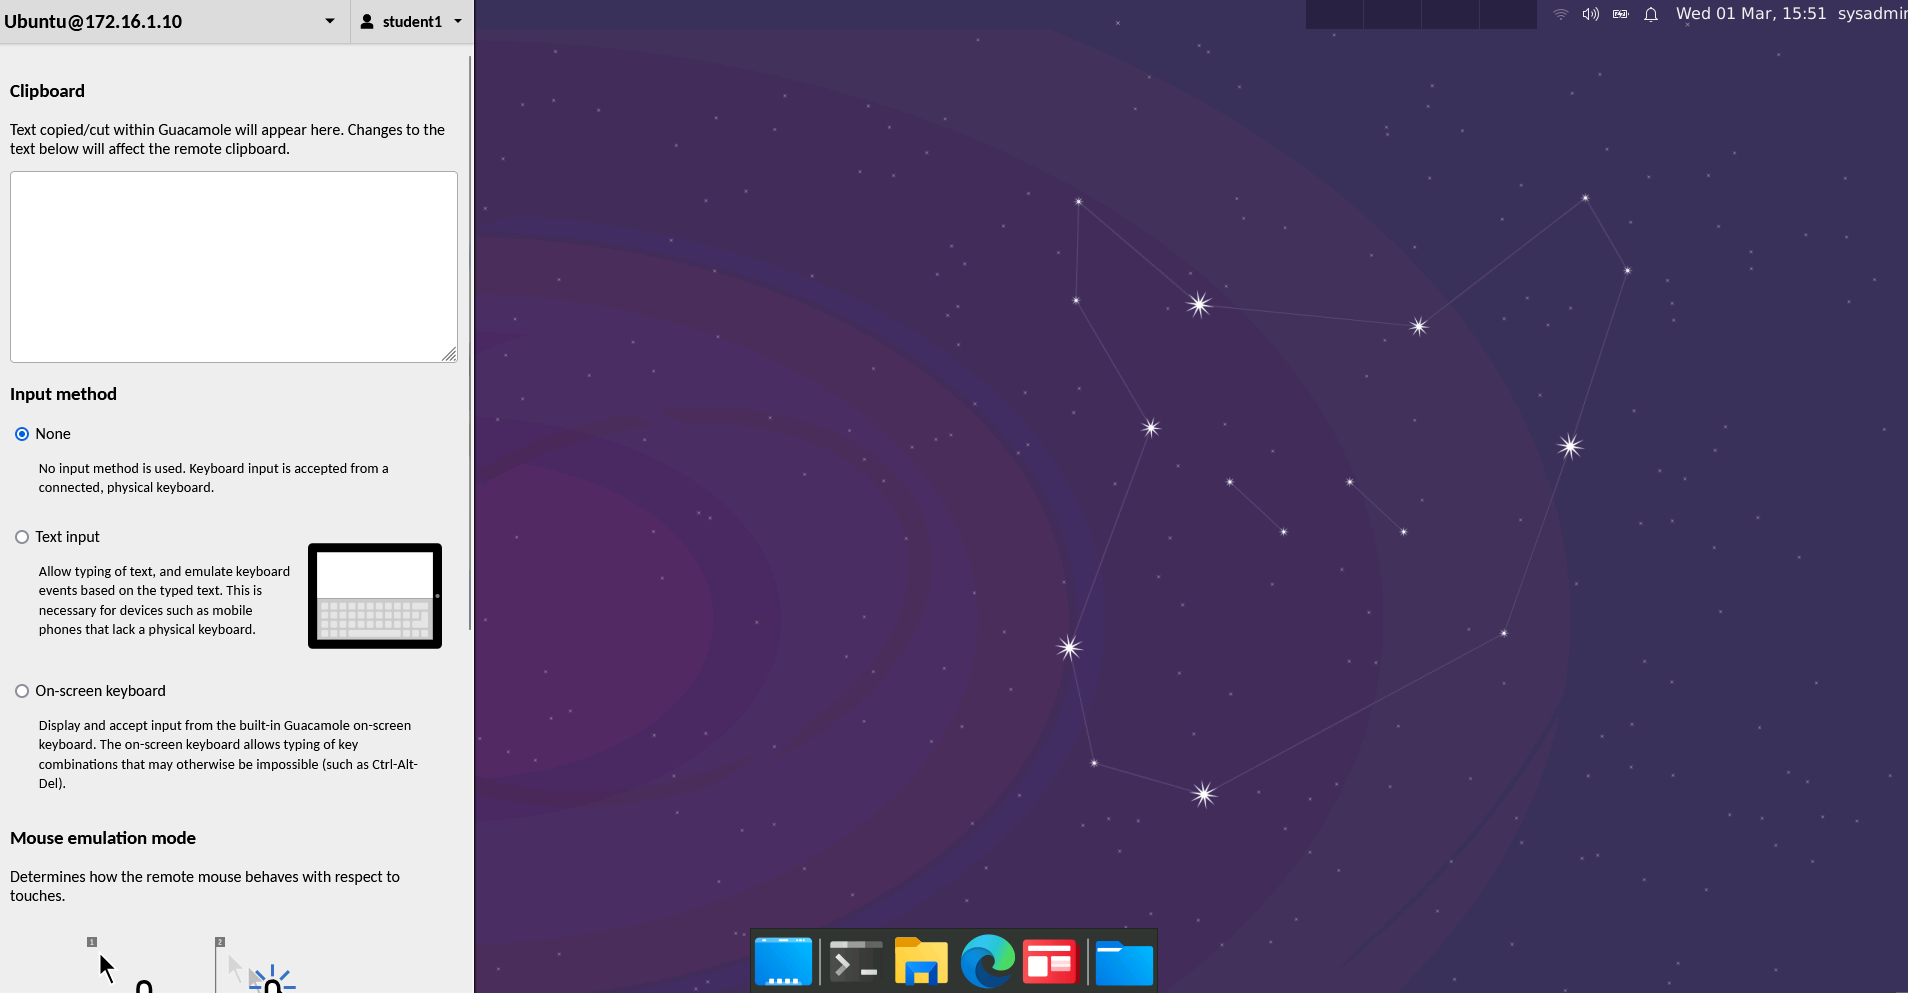 Ubuntu@172.16.1.10
student1
Wed 01 Mar, 15:51 sysadmin
Clipboard
Text copied/cut within Guacamole will appear here. Changes to the
text below will affect the remote clipboard.
Input method
None
No input method is used. Keyboard input is accepted from a
connected, physical keyboard.
Text input
Allow typing of text, and emulate keyboard
events based on the typed text. This is
necessary for devices such as mobile
phones that lack a physical keyboard.
On-screen keyboard
Display and accept input from the built-in Guacamole on-screen
keyboard. The on-screen keyboard allows typing of key
combinations that may otherwise be impossible (such as Ctrl-Alt-
Del).
Mouse emulation mode
Determines how the remote mouse behaves with respect to
touches.
1
2